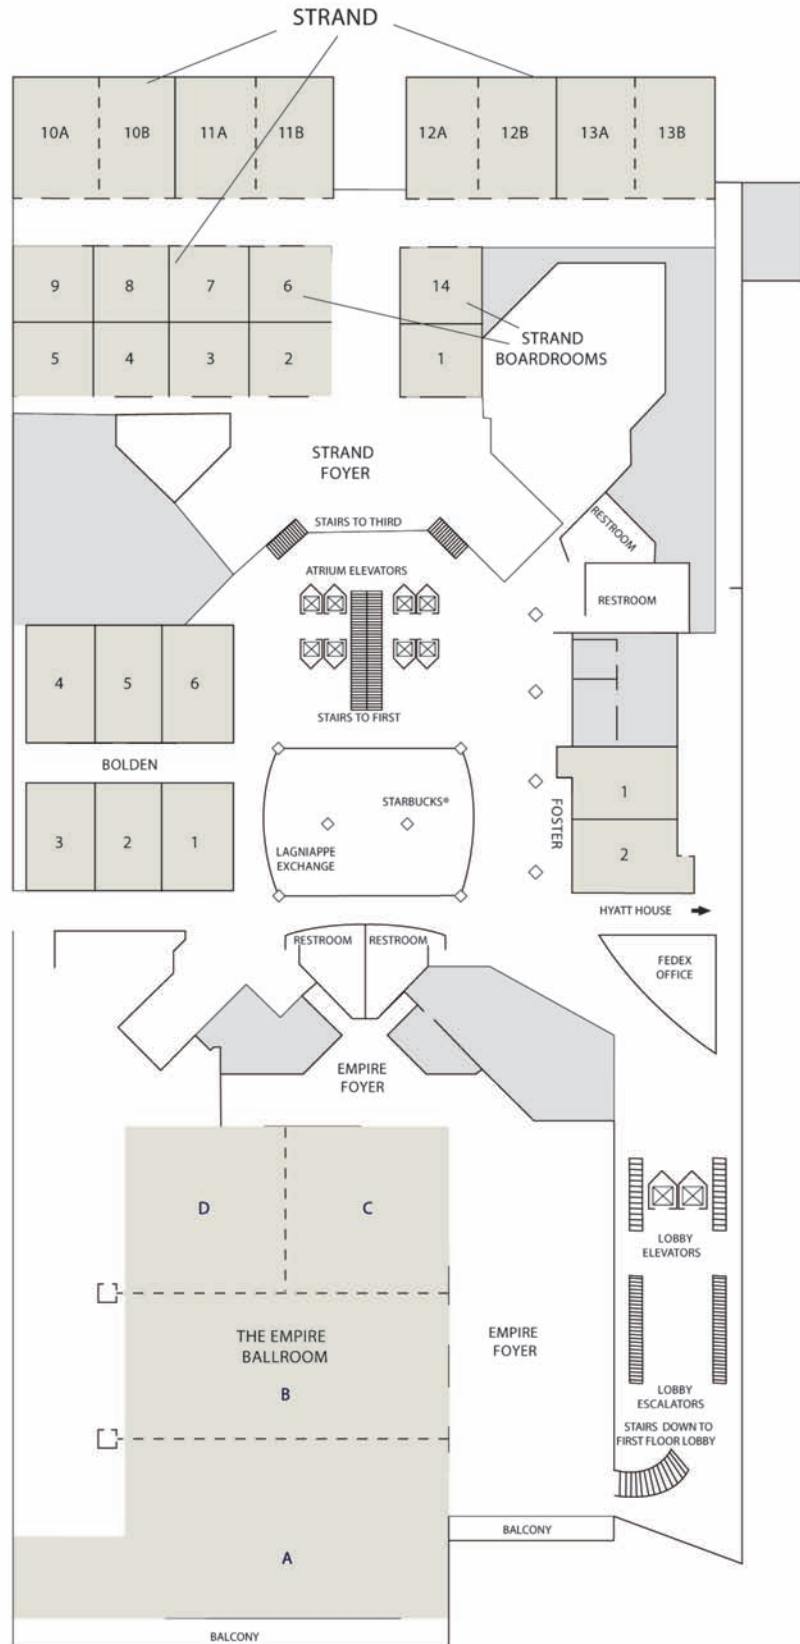 STRAND
10A
10B
11A
11B
12A
12B
13A
13B
9
8
7
6
14
5
4
3
2
1
STRAND
BOARDROOMS
STRAND
FOYER
STAIRS TO THIRD
RESTROOM
ATRIUM ELEVATORS
RESTROOM
4
5
6
STAIRS TO FIRST
BOLDEN
STARBUCKS®
LAGNIAPPE
EXCHANGE
FOSTER
1
2
3
2
1
HYATT HOUSE
RESTROOM
RESTROOM
FEDEX
OFFICE
EMPIRE
FOYER
D
C
LOBBY
ELEVATORS
THE EMPIRE
BALLROOM
B
EMPIRE
FOYER
LOBBY
ESCALATORS
STAIRS DOWN TO
FIRST FLOOR LOBBY
BALCONY
A
BALCONY